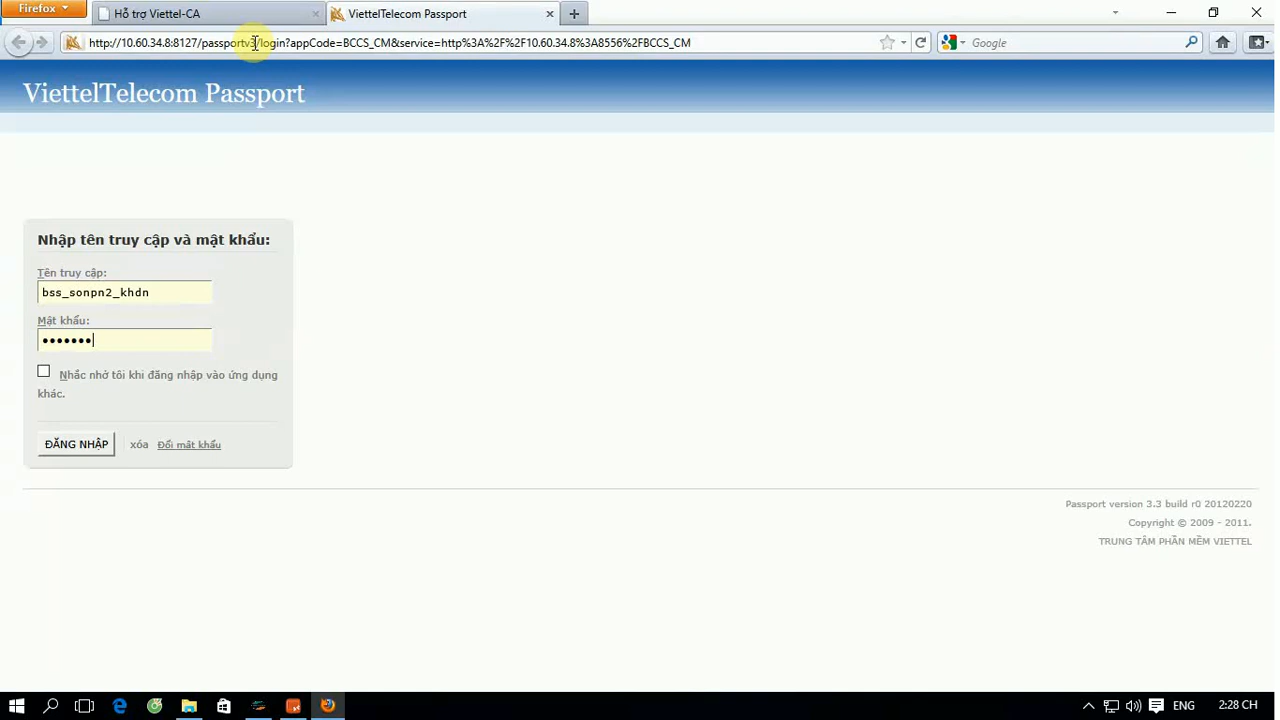 Firefox
Hỗ trợ Viettel-CA
ViettelTelecom Passport
http://10.60.34.8:8127/passportv3/login?appCode=BCCS_CM&service=http%3A%2F%2F10.60.34.8%3A8556%2FBCCS_CM
Google
ViettelTelecom Passport
Nhập tên truy cập và mật khẩu:
Tên truy cập:
bss_sonpn2_khdn
Mật khẩu:
•••••••
Nhắc nhở tôi khi đăng nhập vào ứng dụng
khác.
ĐĂNG NHẬP xóa Đổi mật khẩu
Passport version 3.3 build r0 20120220
Copyright © 2009 - 2011.
TRUNG TÂM PHẦN MỀM VIETTEL
ENG
2:28 CH